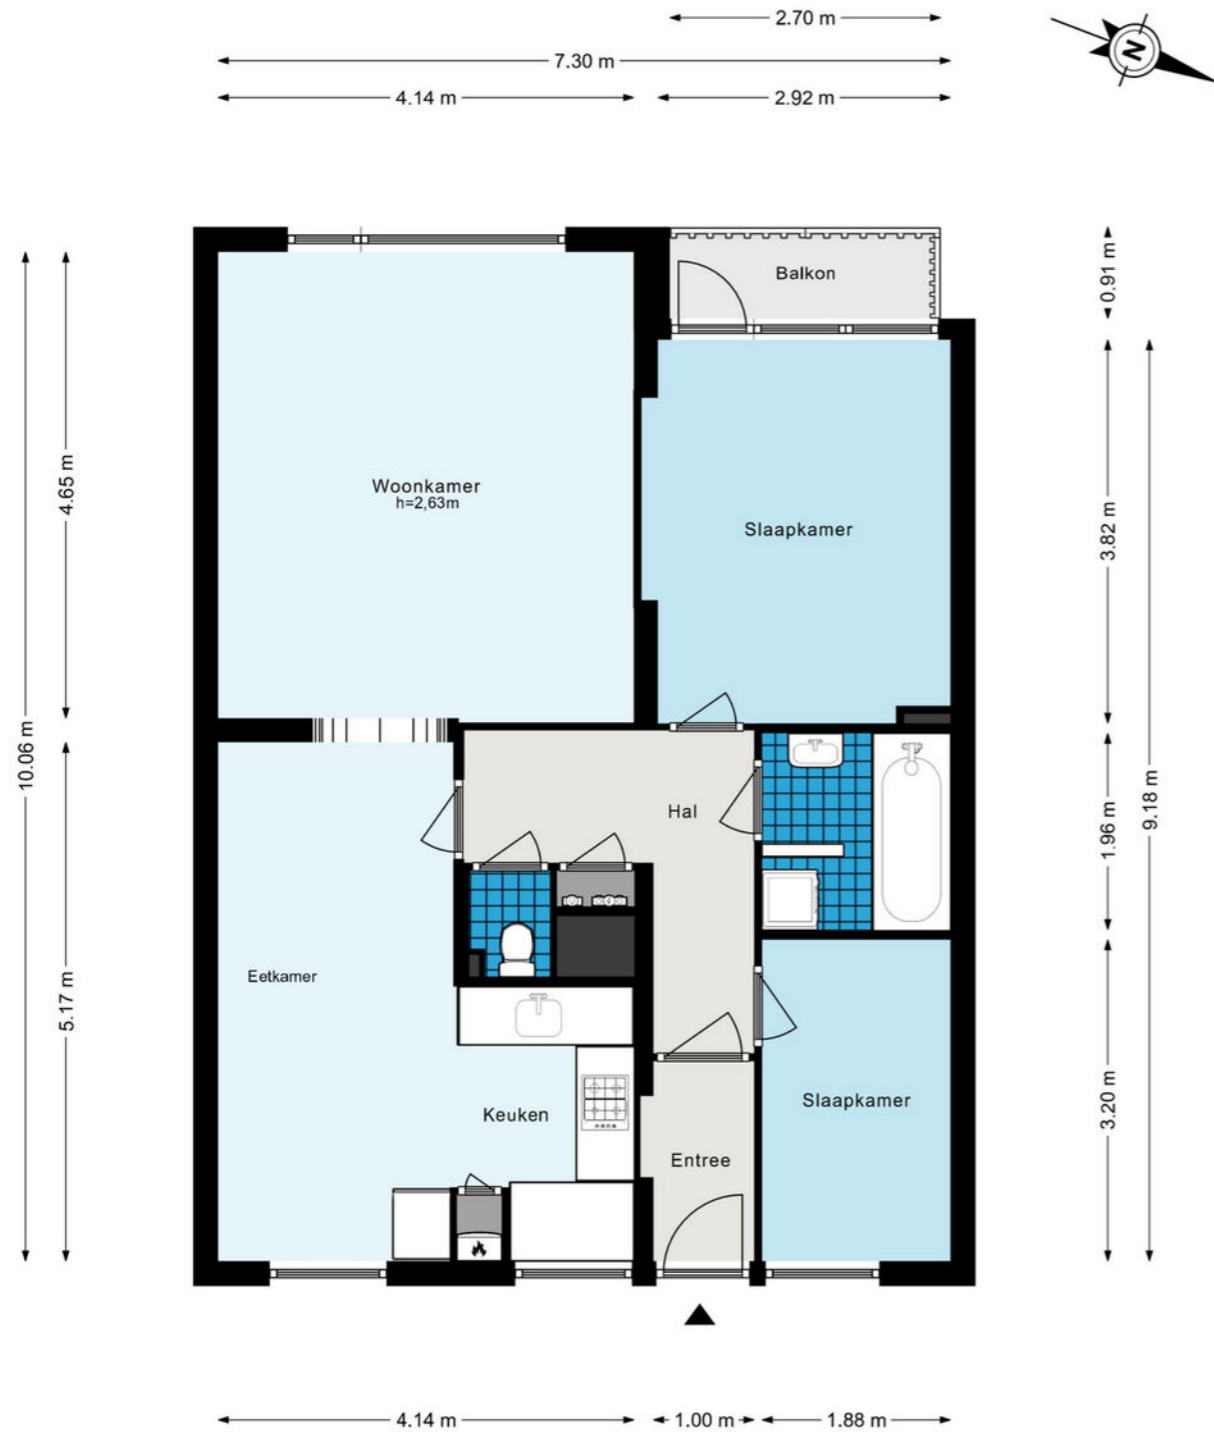 2.70 m
7.30 m
4.14 m
2.92 m
N
Balkon
0.91 m
Woonkamer
h=2,63m
4.65 m
Slaapkamer
3.82 m
10.06 m
9.18 m
Hal
1.96 m
Eetkamer
5.17 m
Keuken
Slaapkamer
3.20 m
Entree
4.14 m
1.00 m
1.88 m